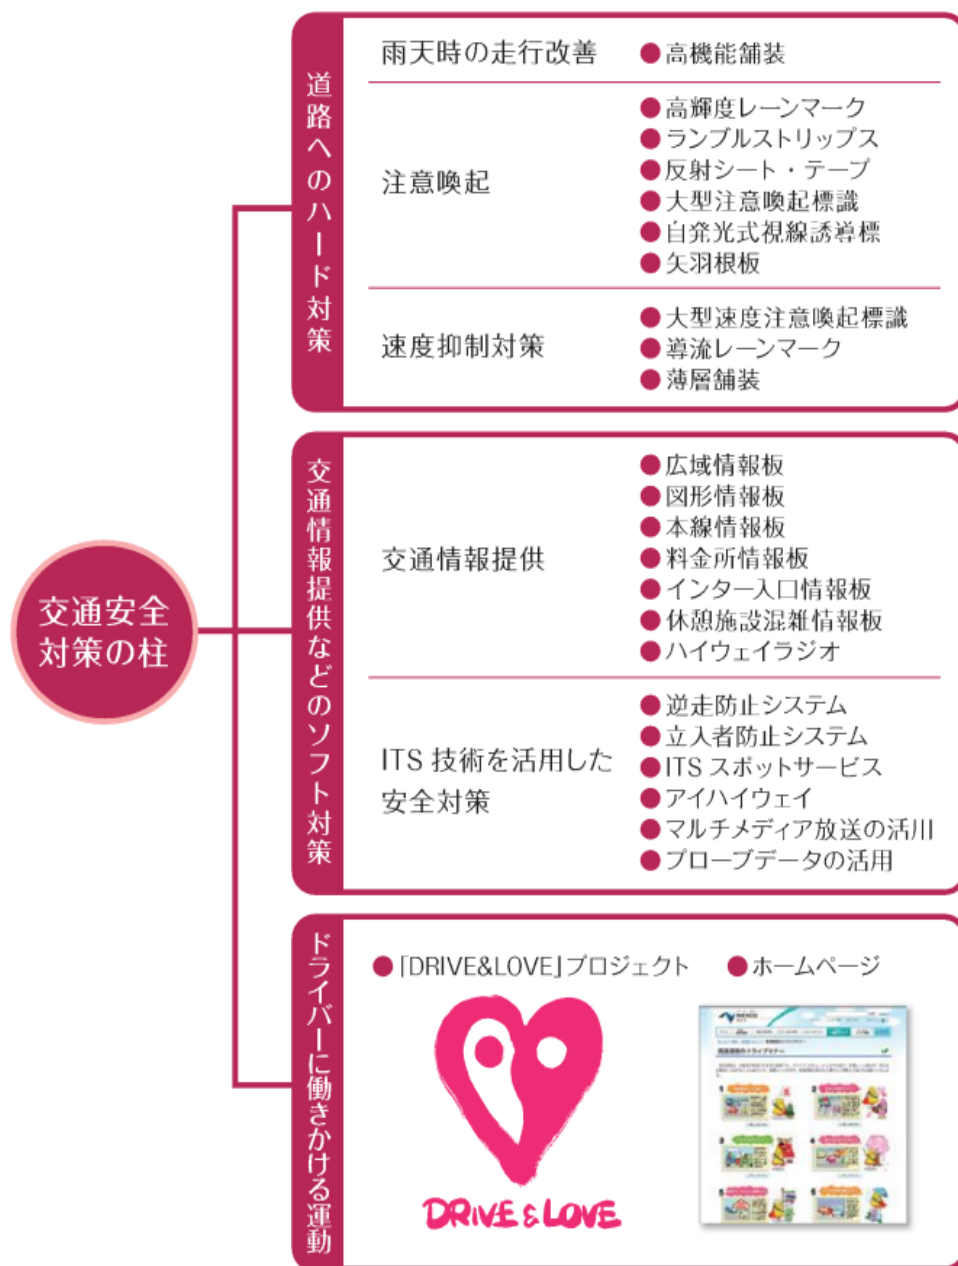 交通安全
対策の柱
道路へのハード対策
雨天時の走行改善
●高機能舗装
注意喚起
●高輝度レーンマーク
●ランブルストリップス
●反射シート・テープ
●大型注意喚起標識
●自発光式視線誘導標
●矢羽根板
速度抑制対策
●大型速度注意喚起標識
●導流レーンマーク
●薄層舗装
交通情報提供などのソフト対策
交通情報提供
●広域情報板
●図形情報板
●本線情報板
●料金所情報板
●インター入口情報板
●休憩施設混雑情報板
●ハイウェイラジオ
ITS 技術を活用した
安全対策
●逆走防止システム
●立入者防止システム
●ITS スポットサービス
●アイハイウェイ
●マルチメディア放送の活川
●プローブデータの活用
ドライバーに働きかける運動
●「DRIVE&LOVE」プロジェクト
●ホームページ
DRIVE & LOVE